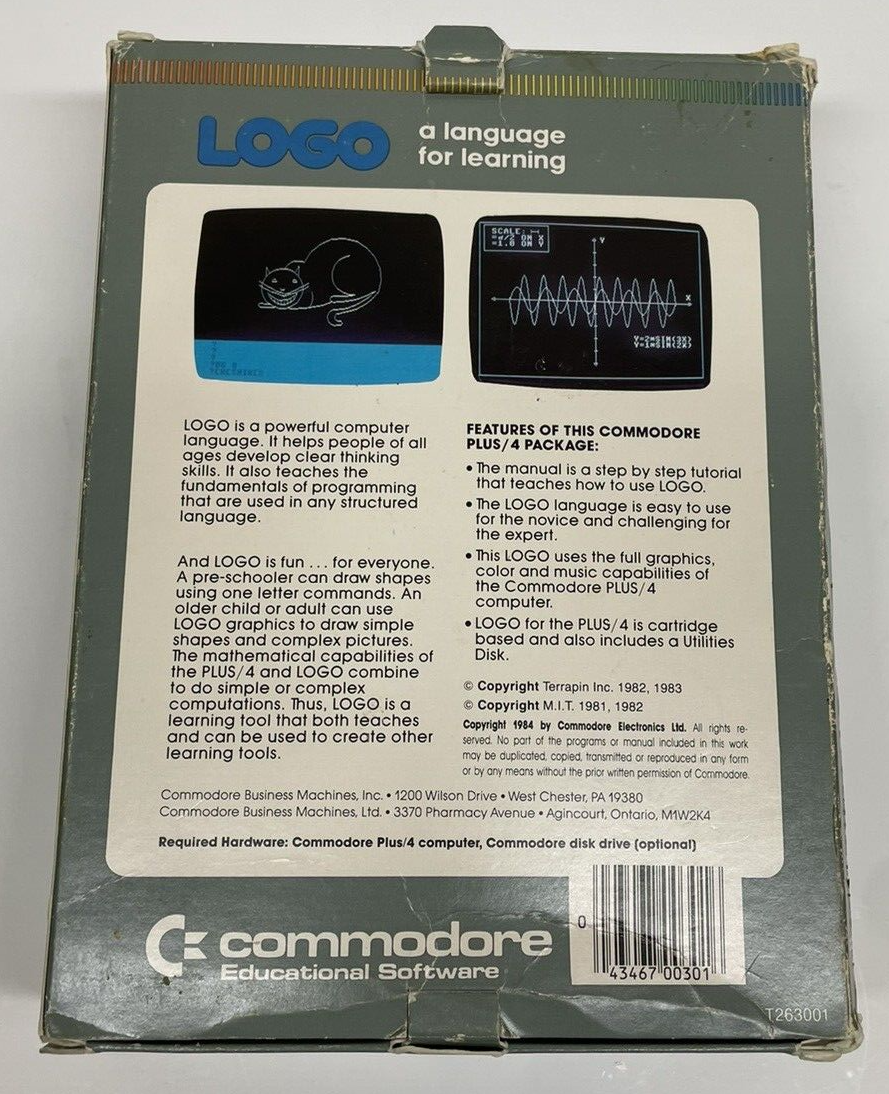 LOGO
a language
for learning
SCALE:
ON X
=1.0 ON Y
Y
X
Y=2*SIN(3X)
Y=1*SIN(2X)
LOGO is a powerful computer
language. It helps people of all
ages develop clear thinking
skills. It also teaches the
fundamentals of programming
that are used in any structured
language.
And LOGO is fun ... for everyone.
A pre-schooler can draw shapes
using one letter commands. An
older child or adult can use
LOGO graphics to draw simple
shapes and complex pictures.
The mathematical capabilities of
the PLUS/4 and LOGO combine
to do simple or complex
computations. Thus, LOGO is a
learning tool that both teaches
and can be used to create other
learning tools.
FEATURES OF THIS COMMODORE
PLUS/4 PACKAGE:
• The manual is a step by step tutorial
that teaches how to use LOGO.
• The LOGO language is easy to use
for the novice and challenging for
the expert.
• This LOGO uses the full graphics,
color and music capabilities of
the Commodore PLUS/4
computer.
• LOGO for the PLUS/4 is cartridge
based and also includes a Utilities
Disk.
© Copyright Terrapin Inc. 1982, 1983
© Copyright M.I.T. 1981, 1982
Copyright 1984 by Commodore Electronics Ltd. All rights re-
served. No part of the programs or manual included in this work
may be duplicated, copied, transmitted or reproduced in any form
or by any means without the prior written permission of Commodore.
Commodore Business Machines, Inc. • 1200 Wilson Drive • West Chester, PA 19380
Commodore Business Machines, Ltd. • 3370 Pharmacy Avenue • Agincourt, Ontario, M1W2K4
Required Hardware: Commodore Plus/4 computer, Commodore disk drive (optional)
commodore
Educational Software
0 43467 00301
T263001